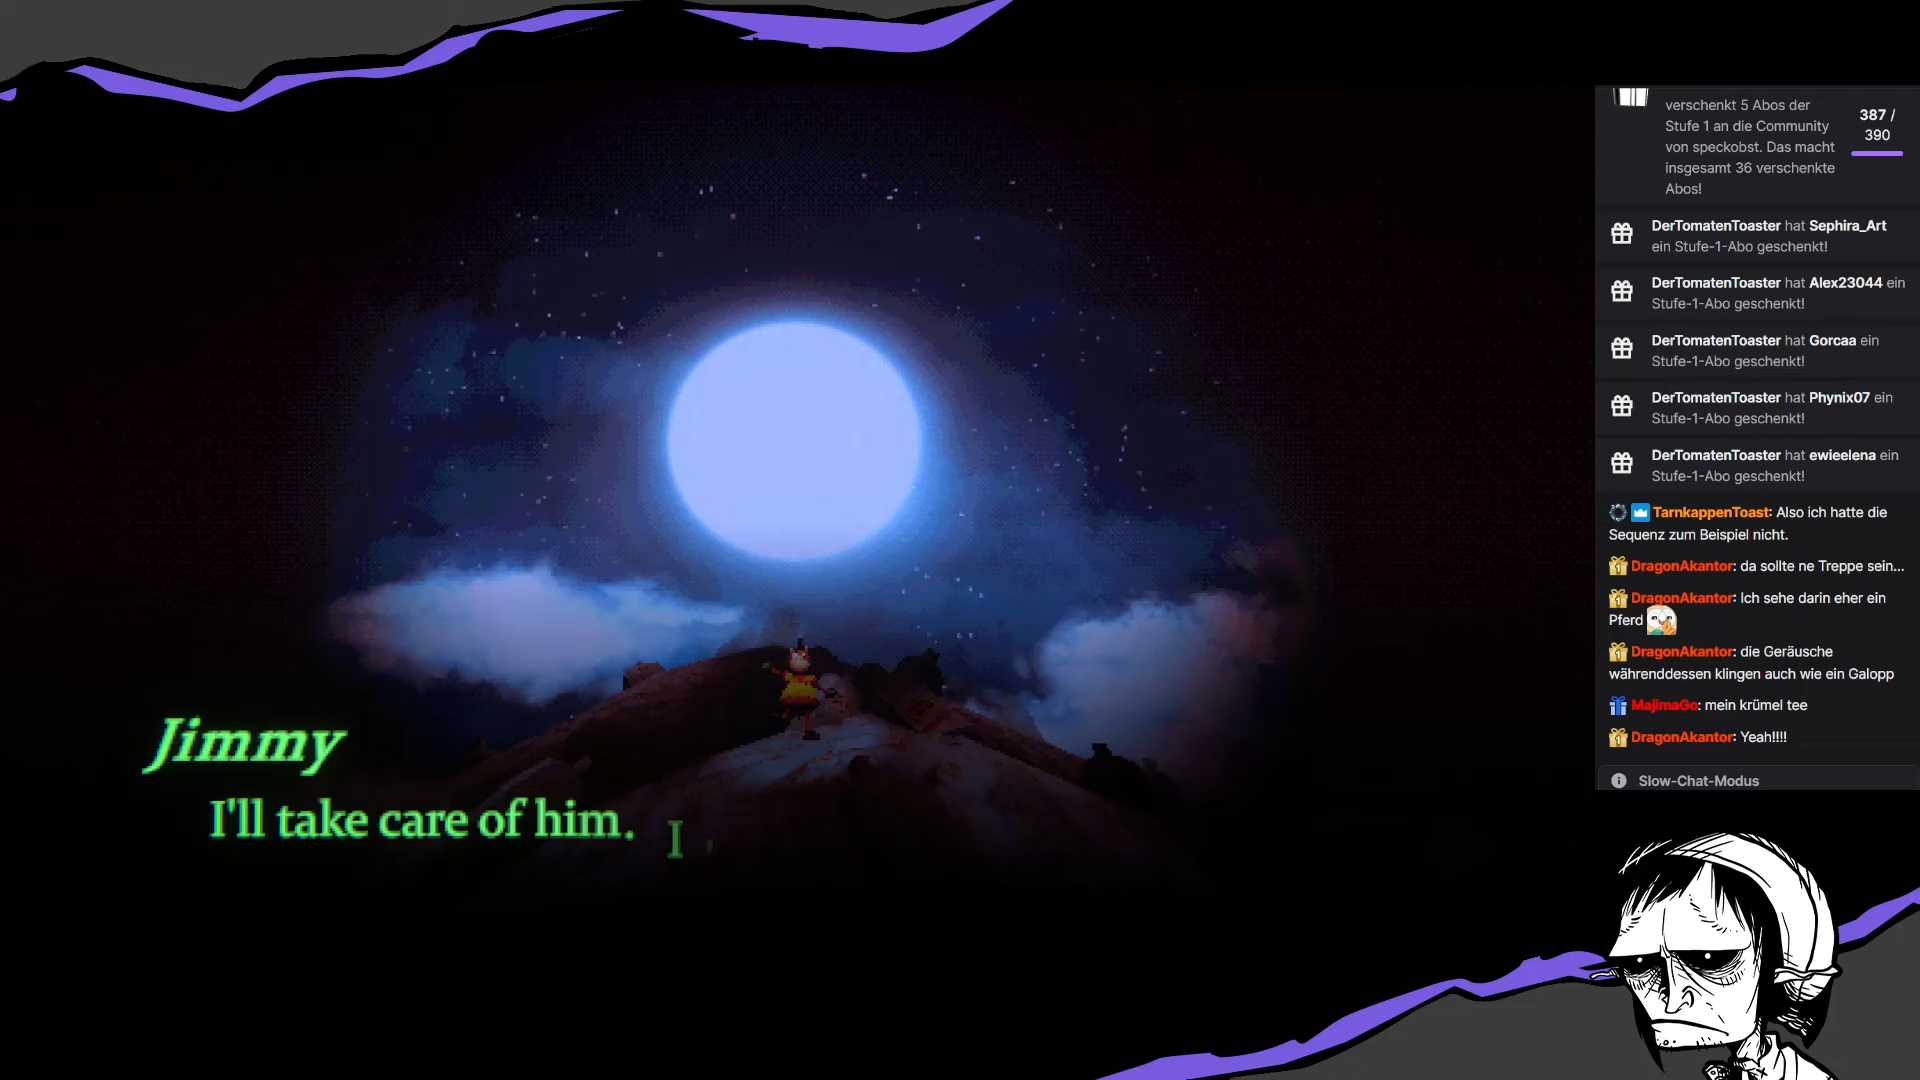 Jimmy
I'll take care of him. I
verschenkt 5 Abos der
Stufe 1 an die Community
von speckobst. Das macht
insgesamt 36 verschenkte
Abos!
387 /
390
DerTomatenToaster hat Sephira_Art
ein Stufe-1-Abo geschenkt!
DerTomatenToaster hat Alex23044 ein
Stufe-1-Abo geschenkt!
DerTomatenToaster hat Gorcaa ein
Stufe-1-Abo geschenkt!
DerTomatenToaster hat Phynix07 ein
Stufe-1-Abo geschenkt!
DerTomatenToaster hat ewieelena ein
Stufe-1-Abo geschenkt!
TarnkappenToast: Also ich hatte die
Sequenz zum Beispiel nicht.
DragonAkantor: da sollte ne Treppe sein...
DragonAkantor: Ich sehe darin eher ein
Pferd
DragonAkantor: die Geräusche
währenddessen klingen auch wie ein Galopp
MajimaGo: mein krümel tee
DragonAkantor: Yeah!!!!
Slow-Chat-Modus